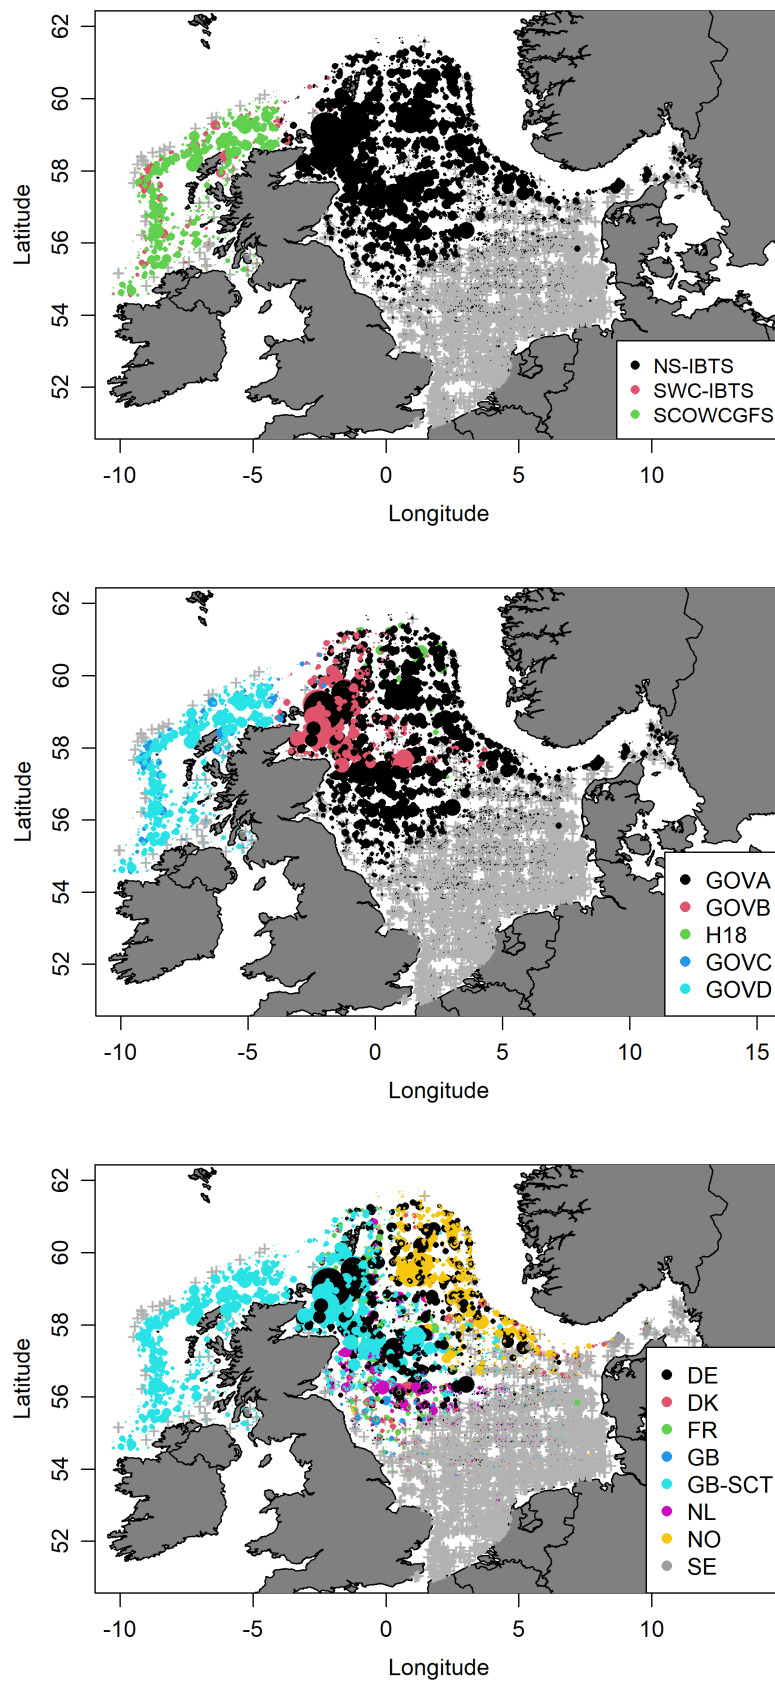 62
60
58
56
54
52
Latitude
NS-IBTS
SWC-IBTS
SCOWCGFS
-10 -5 0 5 10
Longitude
62
60
58
56
54
52
Latitude
GOVA
GOVB
H18
GOVC
GOVD
-10 -5 0 5 10 15
Longitude
62
60
58
56
54
52
Latitude
DE
DK
FR
GB
GB-SCT
NL
NO
SE
-10 -5 0 5 10
Longitude